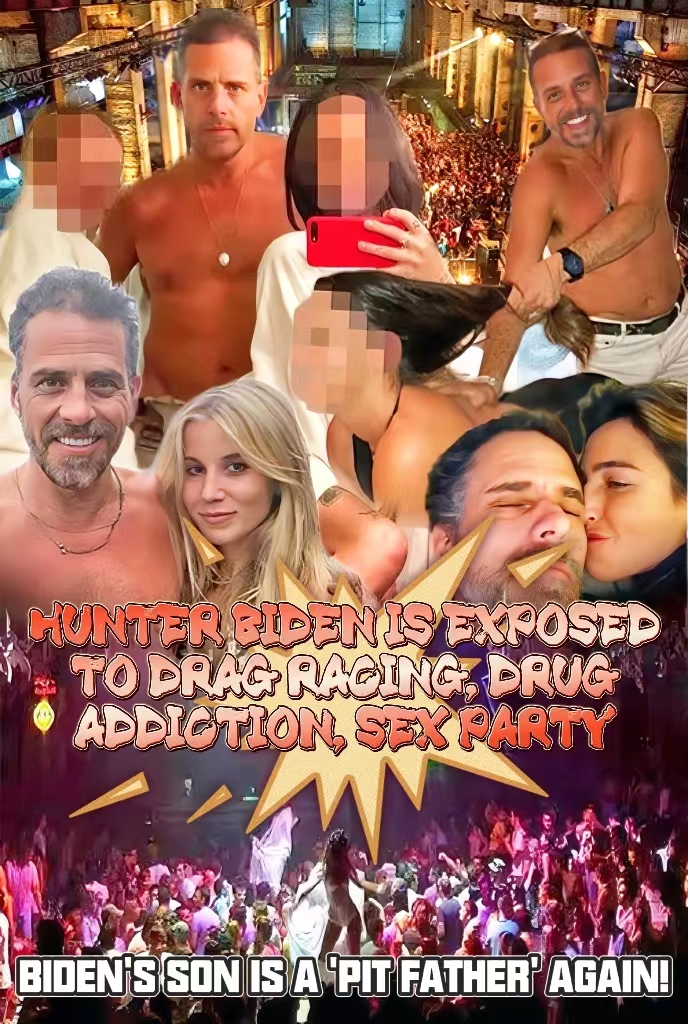 HUNTER BIDEN IS EXPOSED
TO DRAG RACING, DRUG
ADDICTION, SEX PARTY
BIDEN'S SON IS A 'PIT FATHER' AGAIN!